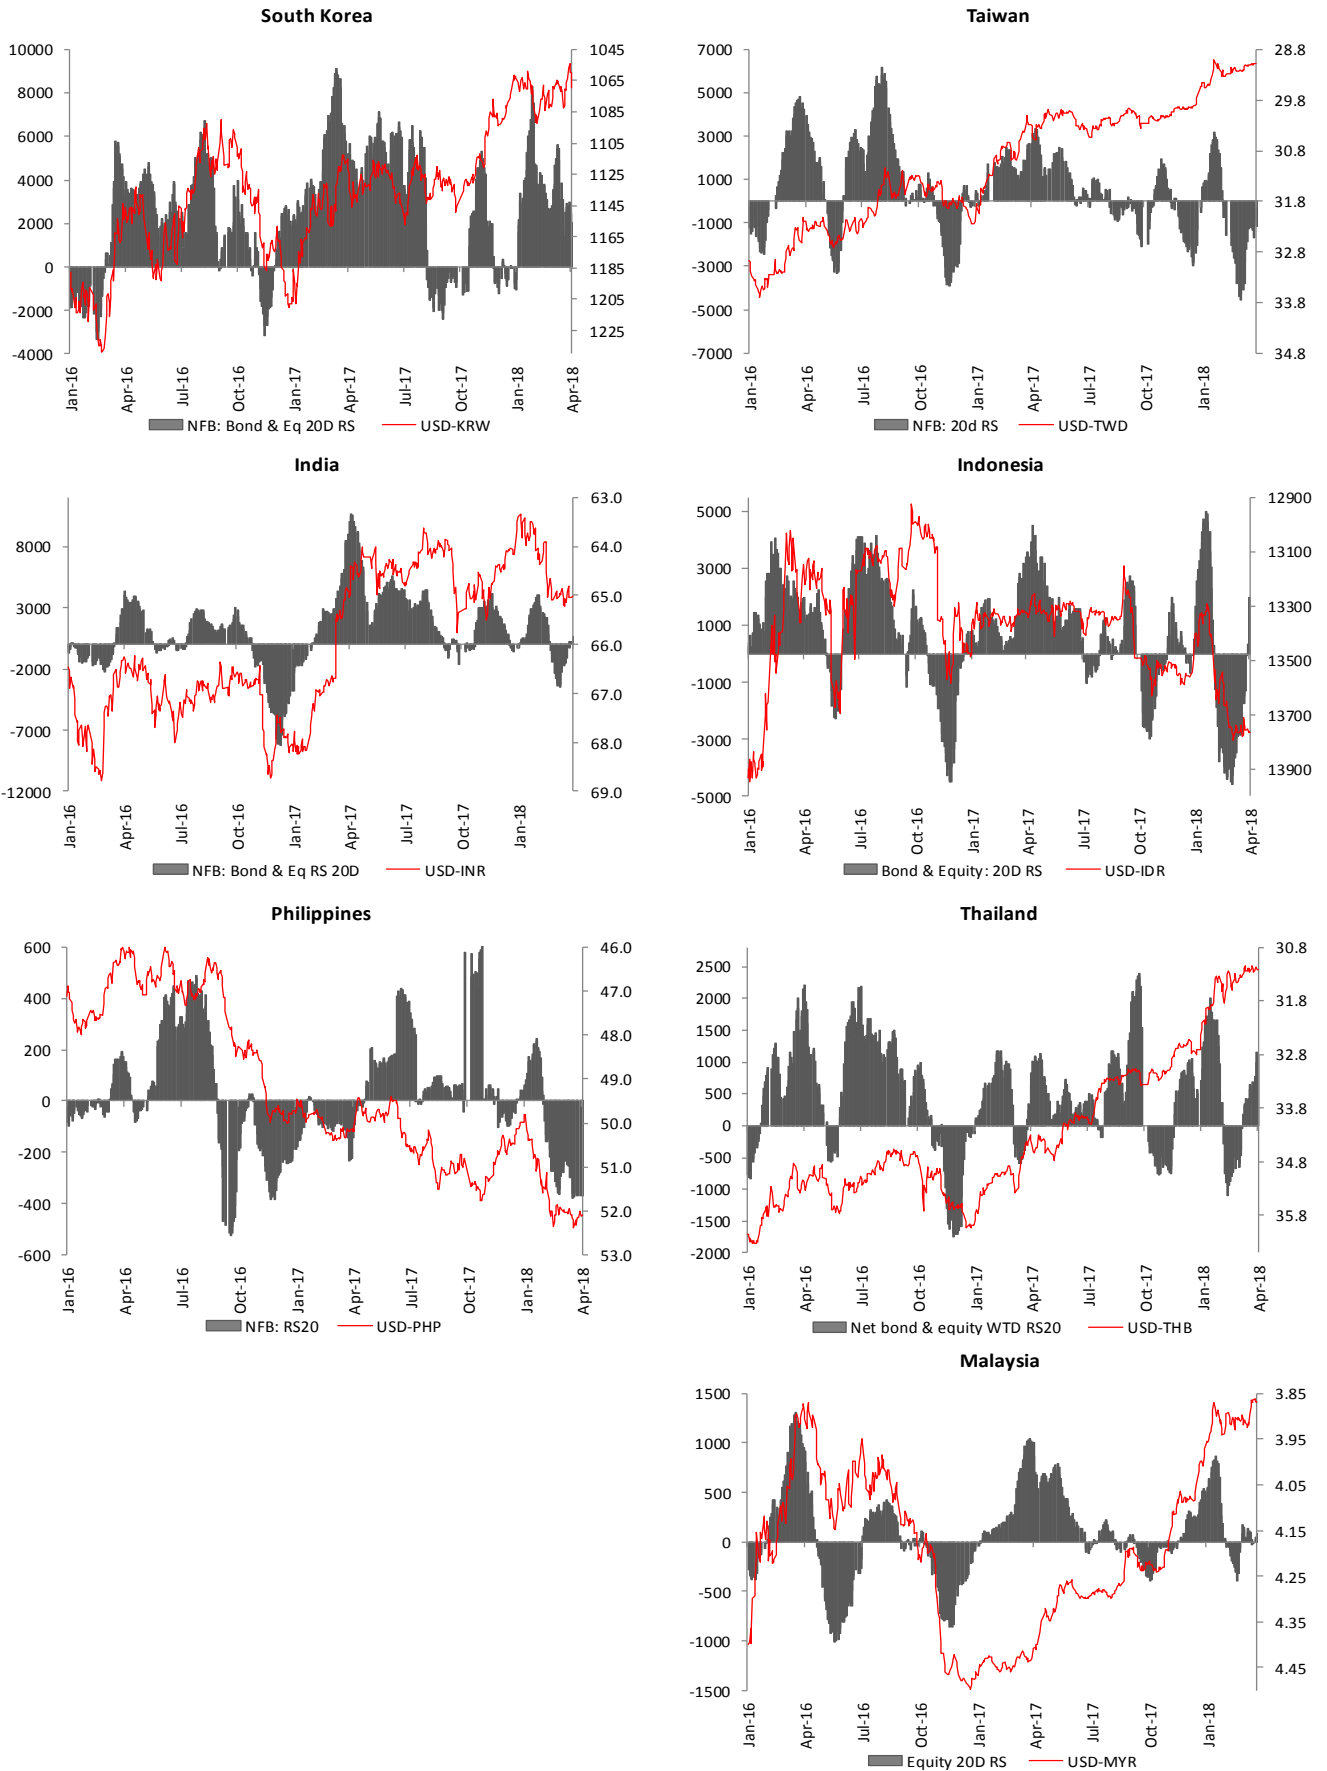 South Korea
10000
8000
6000
4000
2000
0
-2000
-4000
1045
1065
1085
1105
1125
1145
1165
1185
1205
1225
Jan-16
Apr-16
Jul-16
Oct-16
Jan-17
Apr-17
Jul-17
Oct-17
Jan-18
Apr-18
NFB: Bond & Eq 20D RS
USD-KRW
Taiwan
7000
5000
3000
1000
-1000
-3000
-5000
-7000
28.8
29.8
30.8
31.8
32.8
33.8
34.8
Jan-16
Apr-16
Jul-16
Oct-16
Jan-17
Apr-17
Jul-17
Oct-17
Jan-18
NFB: 20d RS
USD-TWD
India
8000
3000
-2000
-7000
-12000
63.0
64.0
65.0
66.0
67.0
68.0
69.0
Jan-16
Apr-16
Jul-16
Oct-16
Jan-17
Apr-17
Jul-17
Oct-17
Jan-18
NFB: Bond & Eq RS 20D
USD-INR
Indonesia
5000
3000
1000
-1000
-3000
-5000
12900
13100
13300
13500
13700
13900
Jan-16
Apr-16
Jul-16
Oct-16
Jan-17
Apr-17
Jul-17
Oct-17
Jan-18
Apr-18
Bond & Equity: 20D RS
USD-IDR
Philippines
600
400
200
0
-200
-400
-600
46.0
47.0
48.0
49.0
50.0
51.0
52.0
53.0
Jan-16
Apr-16
Jul-16
Oct-16
Jan-17
Apr-17
Jul-17
Oct-17
Jan-18
Apr-18
NFB: RS20
USD-PHP
Thailand
2500
2000
1500
1000
500
0
-500
-1000
-1500
-2000
30.8
31.8
32.8
33.8
34.8
35.8
Jan-16
Apr-16
Jul-16
Oct-16
Jan-17
Apr-17
Jul-17
Oct-17
Jan-18
Apr-18
Net bond & equity WTD RS20
USD-THB
Malaysia
1500
1000
500
0
-500
-1000
-1500
3.85
3.95
4.05
4.15
4.25
4.35
4.45
Jan-16
Apr-16
Jul-16
Oct-16
Jan-17
Apr-17
Jul-17
Oct-17
Jan-18
Equity 20D RS
USD-MYR